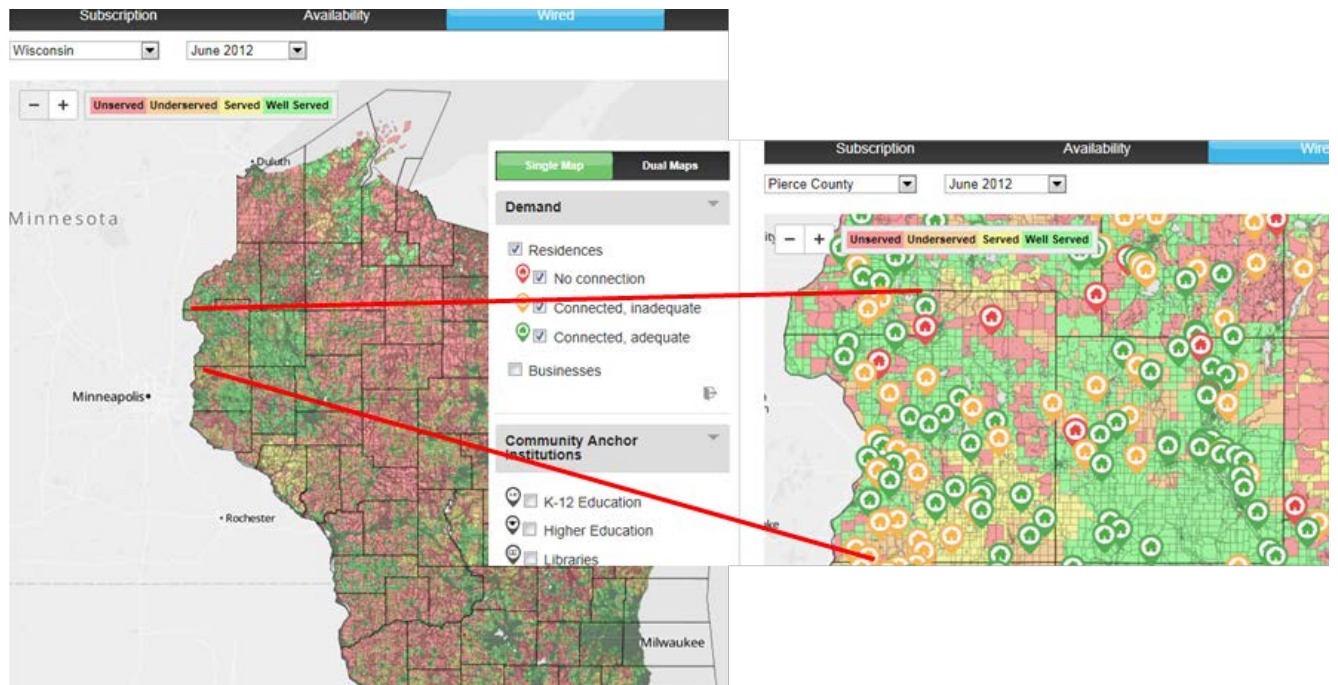 Subscription Availability Wired
Wisconsin June 2012
− + Unserved Underserved Served Well Served
Duluth
Minnesota
Minneapolis
Rochester
Milwaukee
Single Map Dual Maps
Demand
Residences
No connection
Connected, inadequate
Connected, adequate
Businesses
Community Anchor
Institutions
K-12 Education
Higher Education
Libraries
Subscription Availability Wire
Pierce County June 2012
− + Unserved Underserved Served Well Served